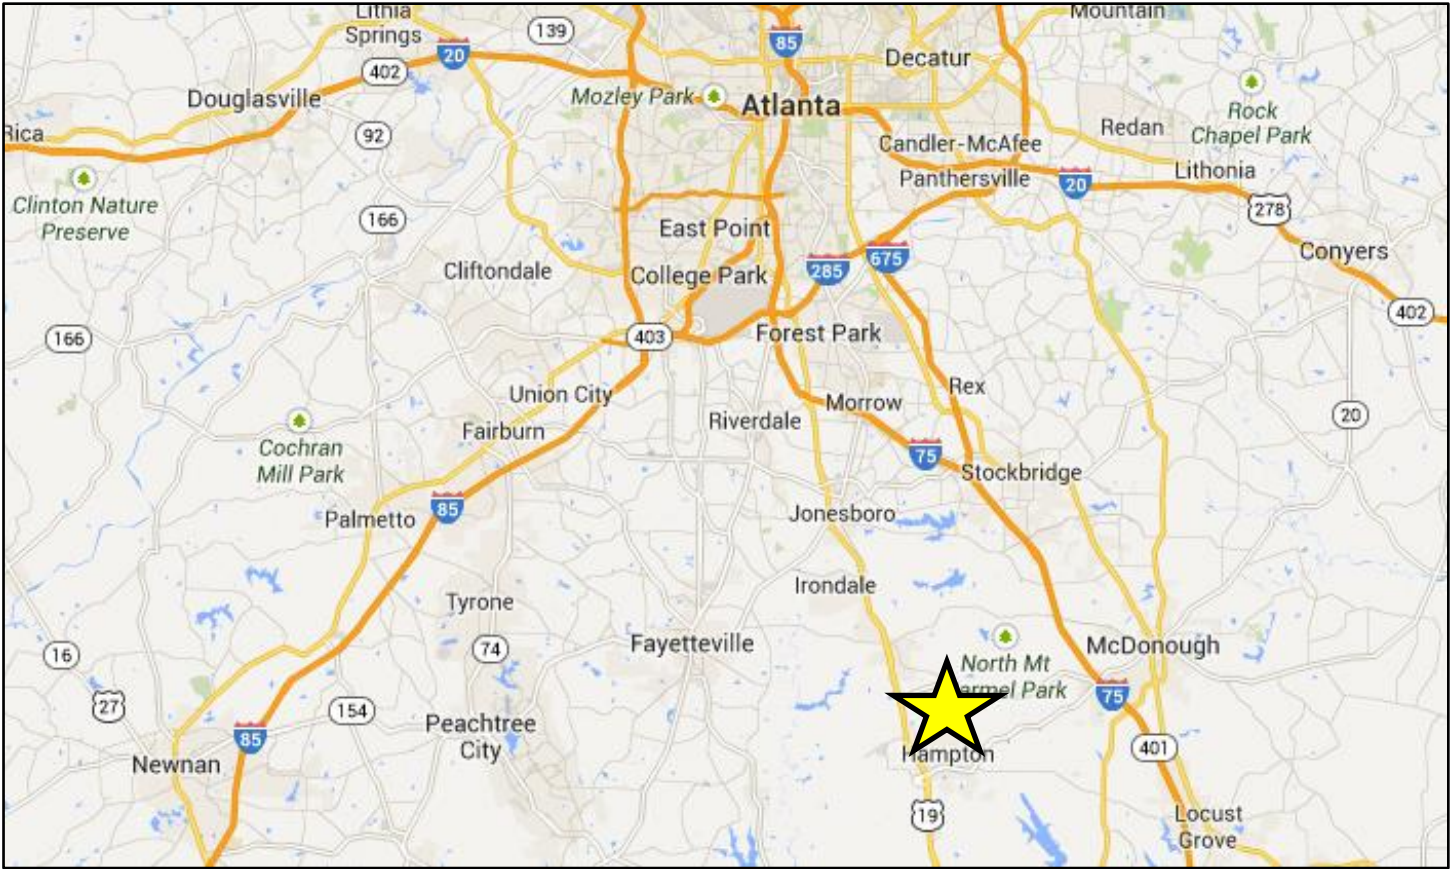 Lithia
Springs
139
85
Mountain
20
Decatur
402
Douglasville
Mozley Park
Atlanta
Rock
Chapel Park
Rica
92
Candler-McAfee
Redan
Panthersville
20
Lithonia
Clinton Nature
Preserve
166
East Point
278
Conyers
Cliftondale
College Park
285
675
402
166
403
Forest Park
Union City
Rex
Morrow
Riverdale
20
Fairburn
Cochran
Mill Park
75
Stockbridge
85
Palmetto
Jonesboro
Irondale
Tyrone
Fayetteville
McDonough
74
16
North Mt
armel Park
75
27
154
Peachtree
City
85
401
Newnan
Hampton
19
Locust
Grove